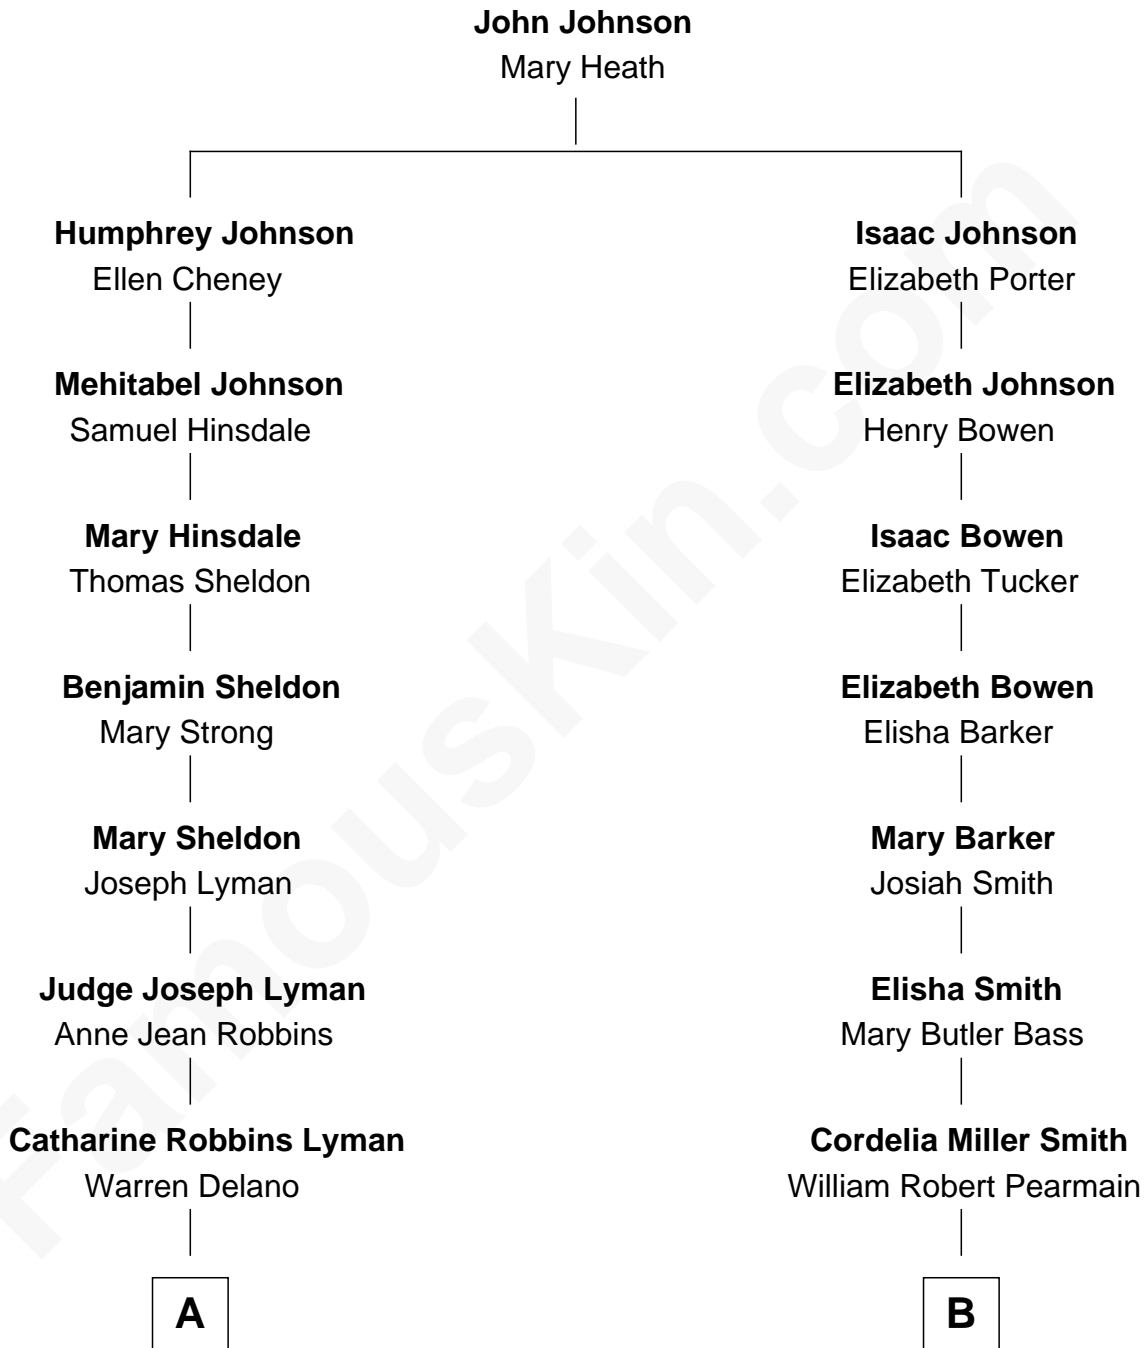 John Johnson
Mary Heath
Humphrey Johnson
Ellen Cheney
Isaac Johnson
Elizabeth Porter
Mehitabel Johnson
Samuel Hinsdale
Elizabeth Johnson
Henry Bowen
Mary Hinsdale
Thomas Sheldon
Isaac Bowen
Elizabeth Tucker
Benjamin Sheldon
Mary Strong
Elizabeth Bowen
Elisha Barker
Mary Sheldon
Joseph Lyman
Mary Barker
Josiah Smith
Judge Joseph Lyman
Anne Jean Robbins
Elisha Smith
Mary Butler Bass
Catharine Robbins Lyman
Warren Delano
Cordelia Miller Smith
William Robert Pearmain
A
B
FamousKin.com